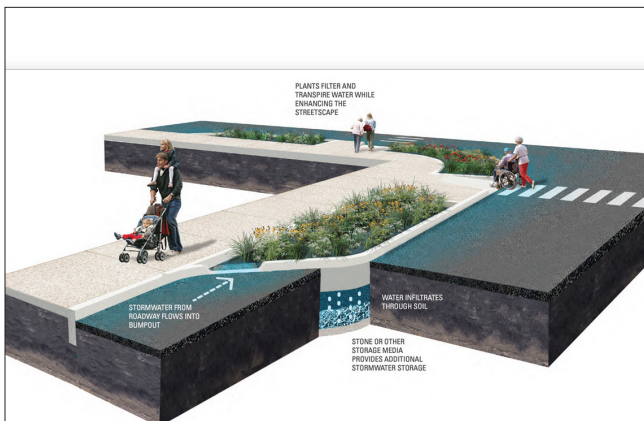 PLANTS FILTER AND
TRANSPIRE WATER WHILE
ENHANCING THE
STREETSCAPE
STORMWATER FROM
ROADWAY FLOWS INTO
BUMPOUT
WATER INFILTRATES
THROUGH SOIL
STONE OR OTHER
STORAGE MEDIA
PROVIDES ADDITIONAL
STORMWATER STORAGE